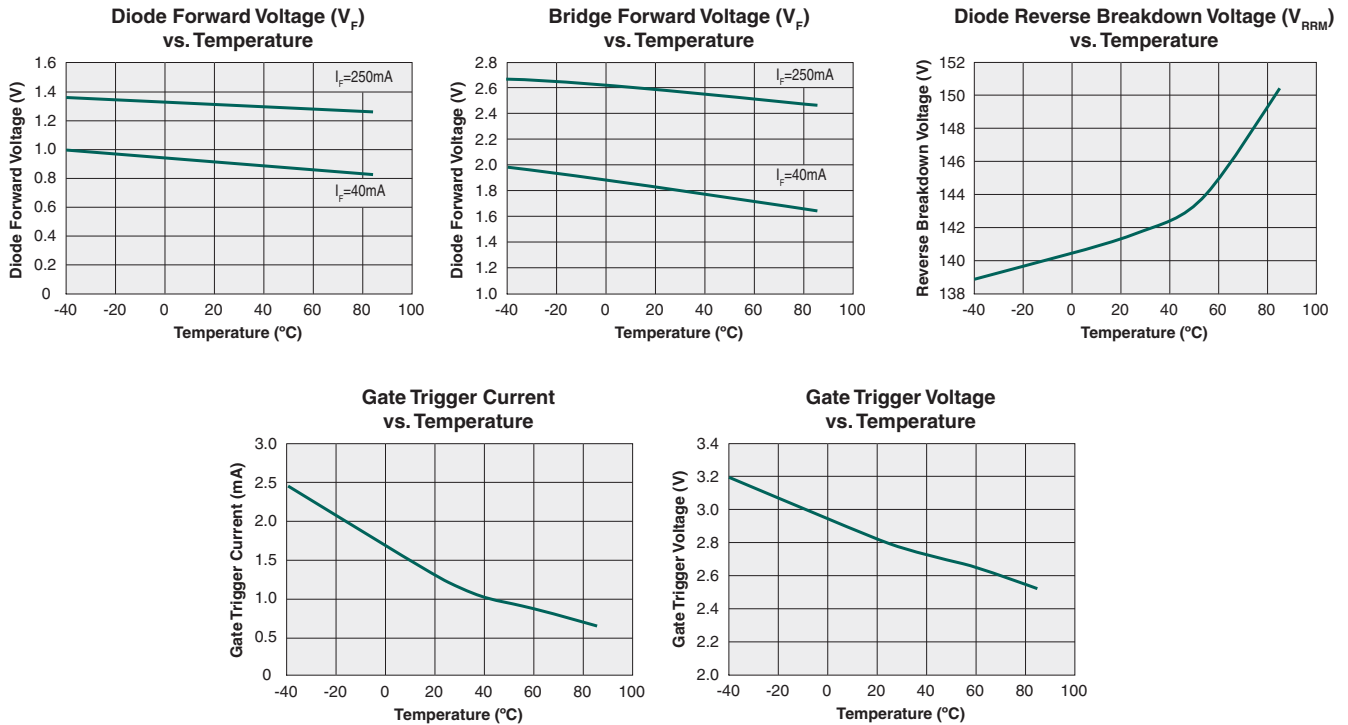 Diode Forward Voltage (VF)
vs. Temperature
Diode Forward Voltage (V)
1.6
1.4
1.2
1.0
0.8
0.6
0.4
0.2
0
IF=250mA
IF=40mA
-40 -20 0 20 40 60 80 100
Temperature (ºC)
Bridge Forward Voltage (VF)
vs. Temperature
Diode Forward Voltage (V)
2.8
2.6
2.4
2.2
2.0
1.8
1.6
1.4
1.2
1.0
IF=250mA
IF=40mA
-40 -20 0 20 40 60 80 100
Temperature (ºC)
Diode Reverse Breakdown Voltage (VRRM)
vs. Temperature
Reverse Breakdown Voltage (V)
152
150
148
146
144
142
140
138
-40 -20 0 20 40 60 80 100
Temperature (ºC)
Gate Trigger Current
vs. Temperature
Gate Trigger Current (mA)
3.0
2.5
2.0
1.5
1.0
0.5
0
-40 -20 0 20 40 60 80 100
Temperature (ºC)
Gate Trigger Voltage
vs. Temperature
Gate Trigger Voltage (V)
3.4
3.2
3.0
2.8
2.6
2.4
2.2
2.0
-40 -20 0 20 40 60 80 100
Temperature (ºC)